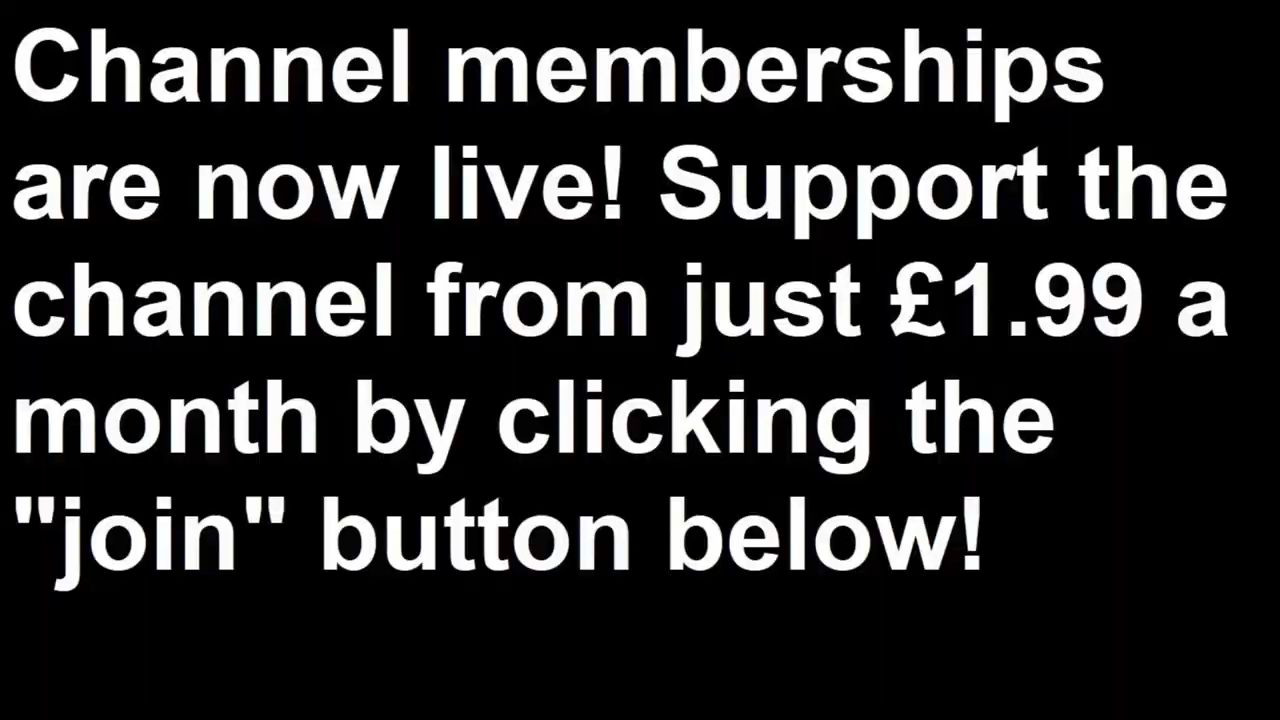 Channel memberships
are now live! Support the
channel from just £1.99 a
month by clicking the
"join" button below!